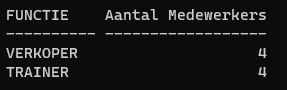 FUNCTIE    Aantal Medewerkers
---------- ------------------
VERKOPER                    4
TRAINER                     4